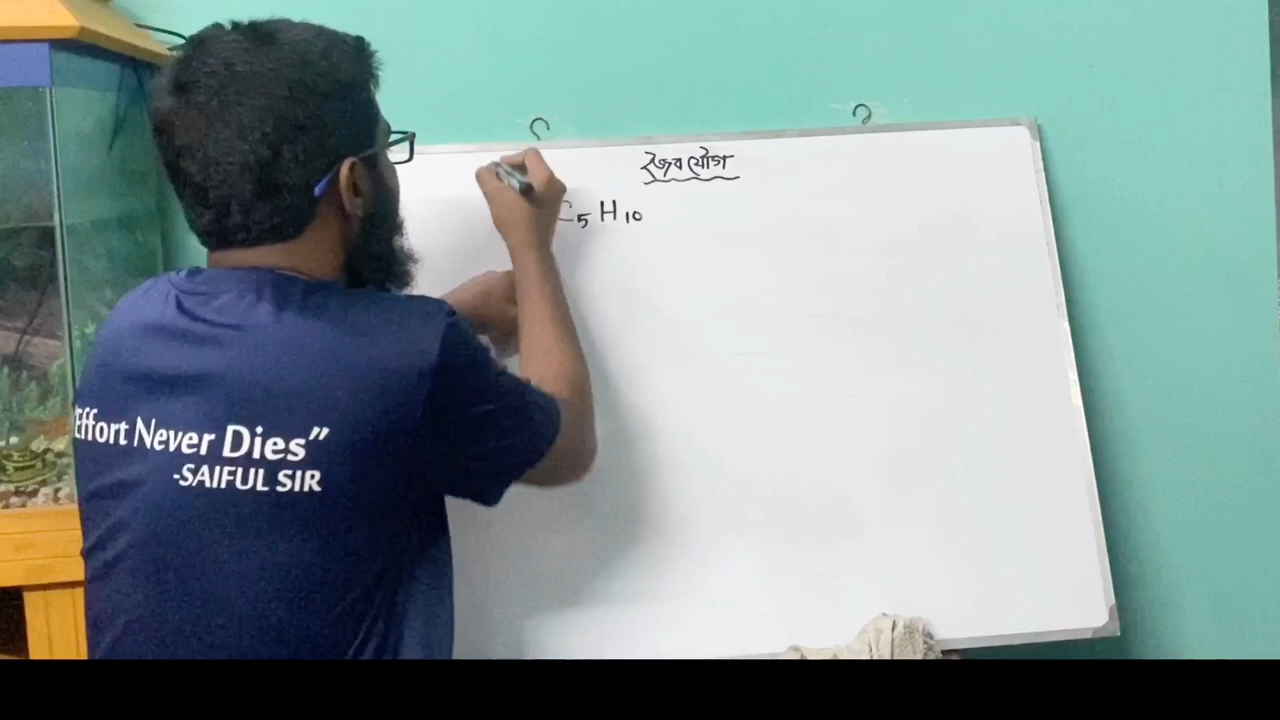 জৈব যৌগ
C₅H₁₀
"Effort Never Dies"
-SAIFUL SIR